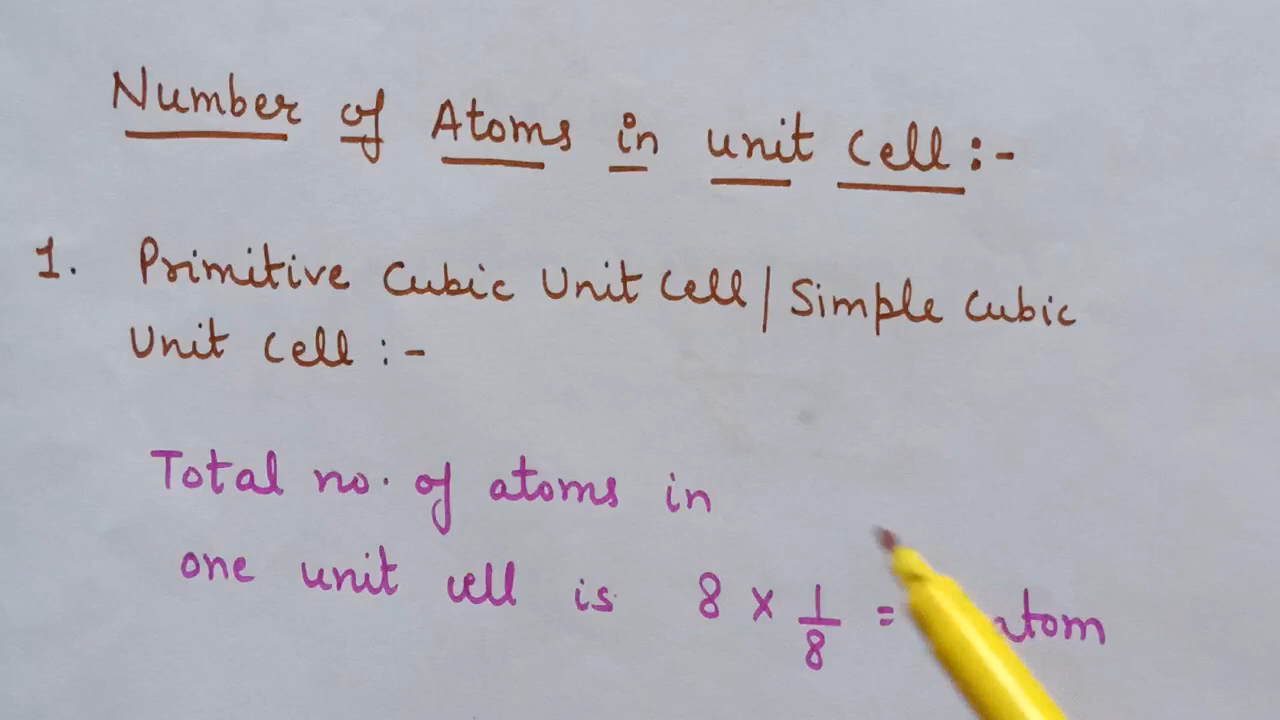 Number of Atoms in unit cell :-
1. Primitive Cubic Unit Cell / Simple Cubic
Unit Cell :-
Total no. of atoms in
one unit cell is 8 × 1/8 = atom